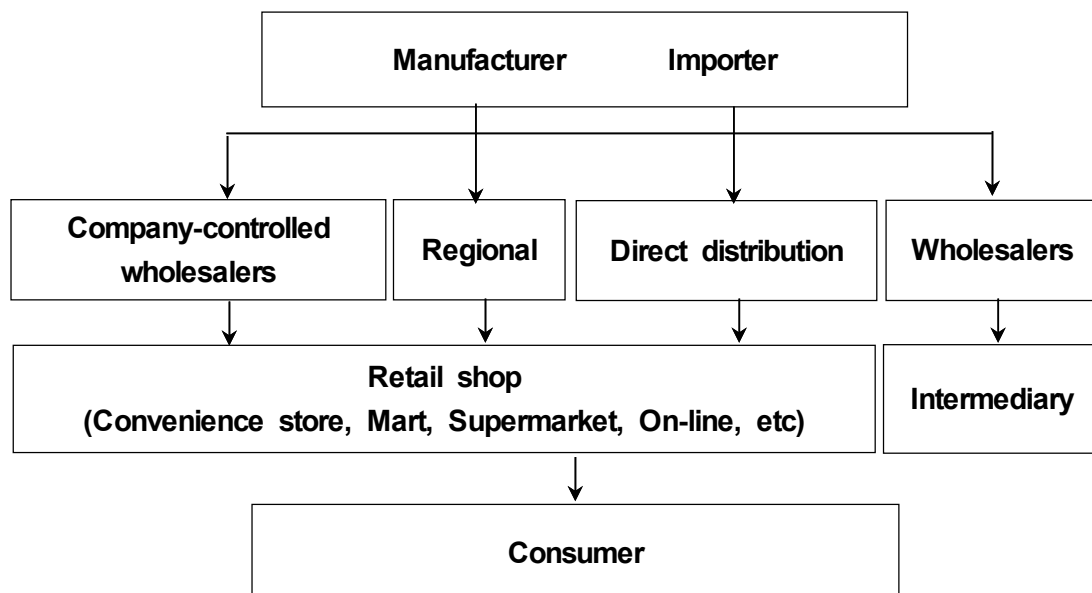 Manufacturer Importer
Company-controlled
wholesalers
Regional
Direct distribution
Wholesalers
Retail shop
(Convenience store, Mart, Supermarket, On-line, etc)
Intermediary
Consumer